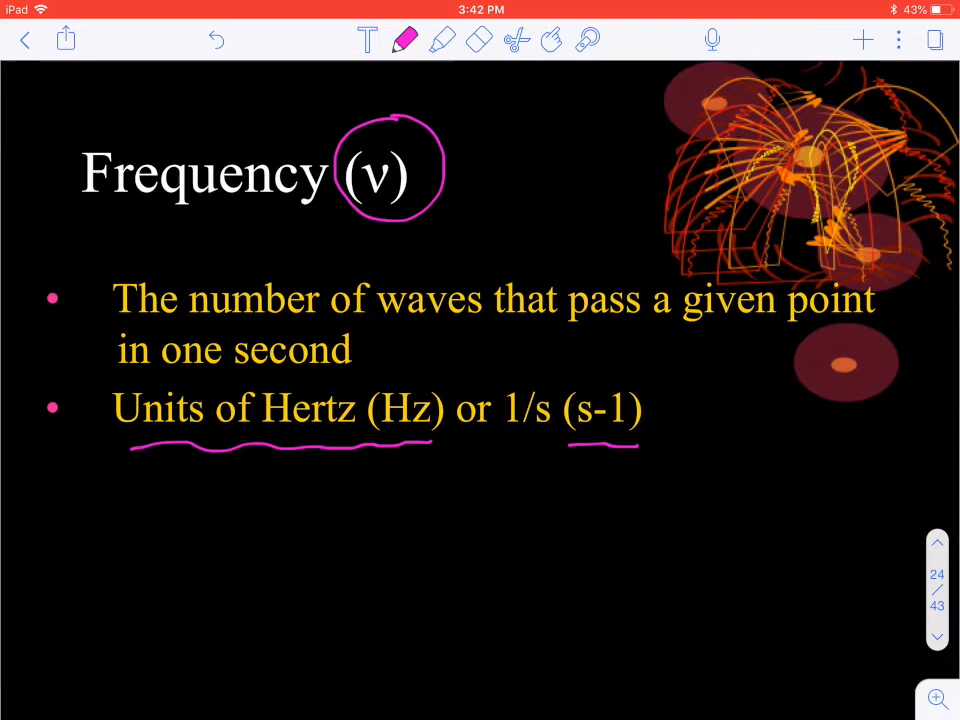 iPad
3:42 PM
43%
Frequency (ν)
• The number of waves that pass a given point
in one second
• Units of Hertz (Hz) or 1/s (s-1)
24
/
43